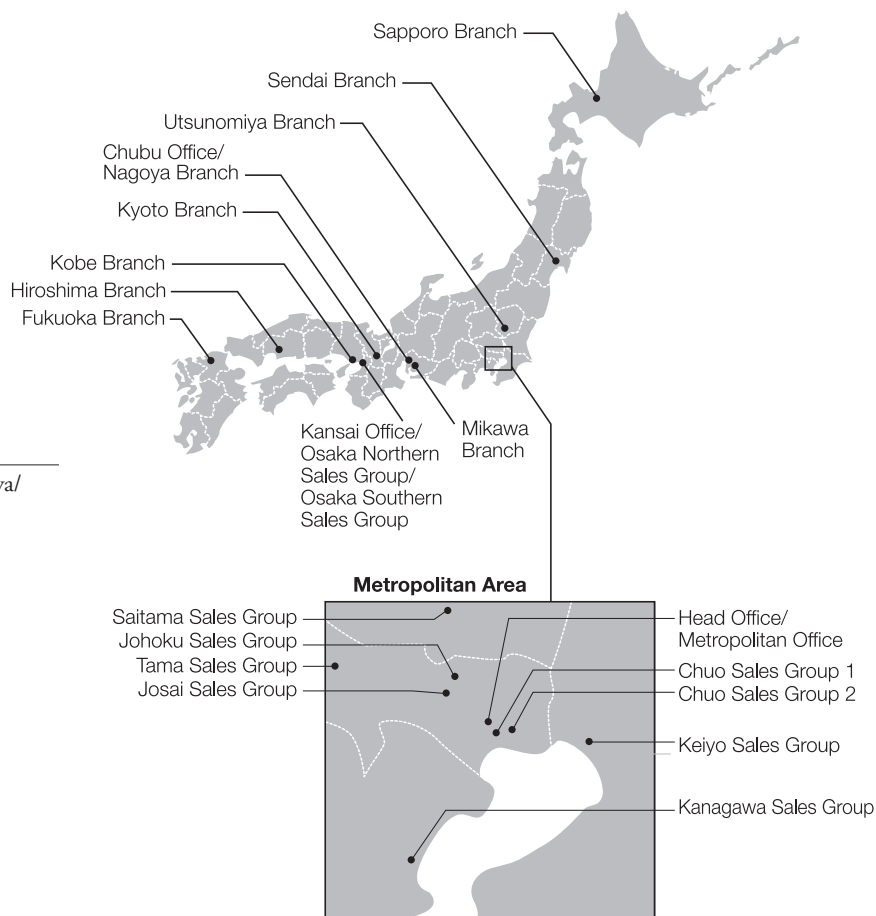 Sapporo Branch
Sendai Branch
Utsunomiya Branch
Chubu Office/
Nagoya Branch
Kyoto Branch
Kobe Branch
Hiroshima Branch
Fukuoka Branch
Kansai Office/
Osaka Northern
Sales Group/
Osaka Southern
Sales Group
Mikawa
Branch
va/
Metropolitan Area
Saitama Sales Group
Johoku Sales Group
Tama Sales Group
Josai Sales Group
Head Office/
Metropolitan Office
Chuo Sales Group 1
Chuo Sales Group 2
Keiyo Sales Group
Kanagawa Sales Group